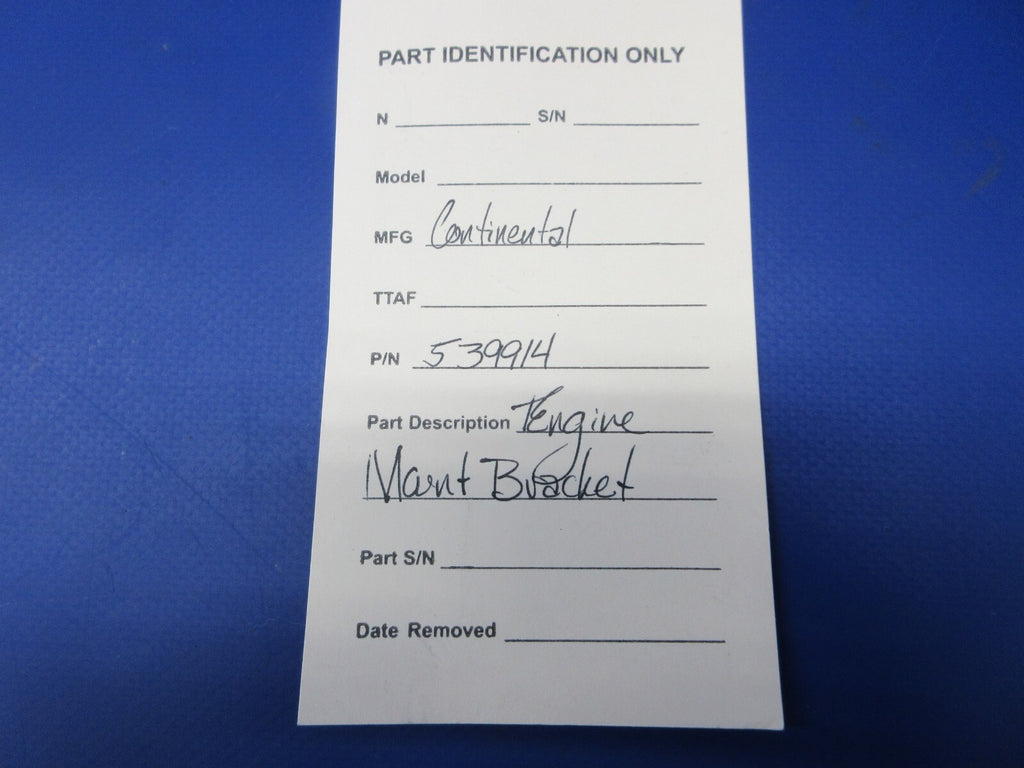 PART IDENTIFICATION ONLY
N S/N
Model
MFG Continental
TTAF
P/N 539914
Part Description Engine
Mount Bracket
Part S/N
Date Removed